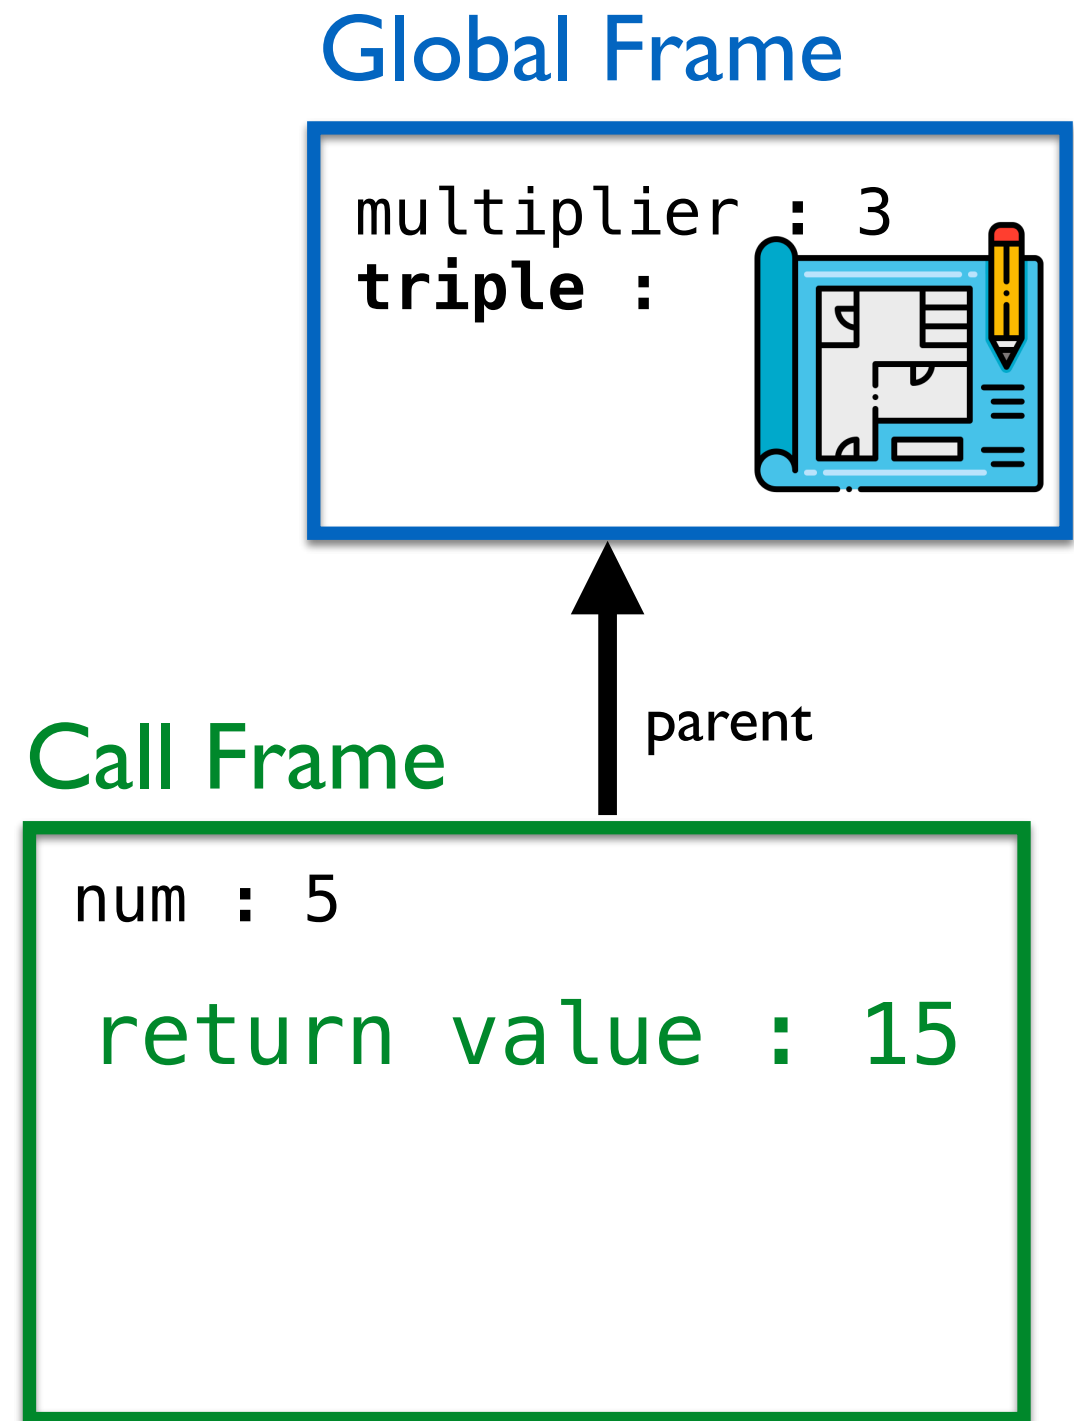 Global Frame
multiplier : 3
triple :
parent
Call Frame
num : 5
return value : 15